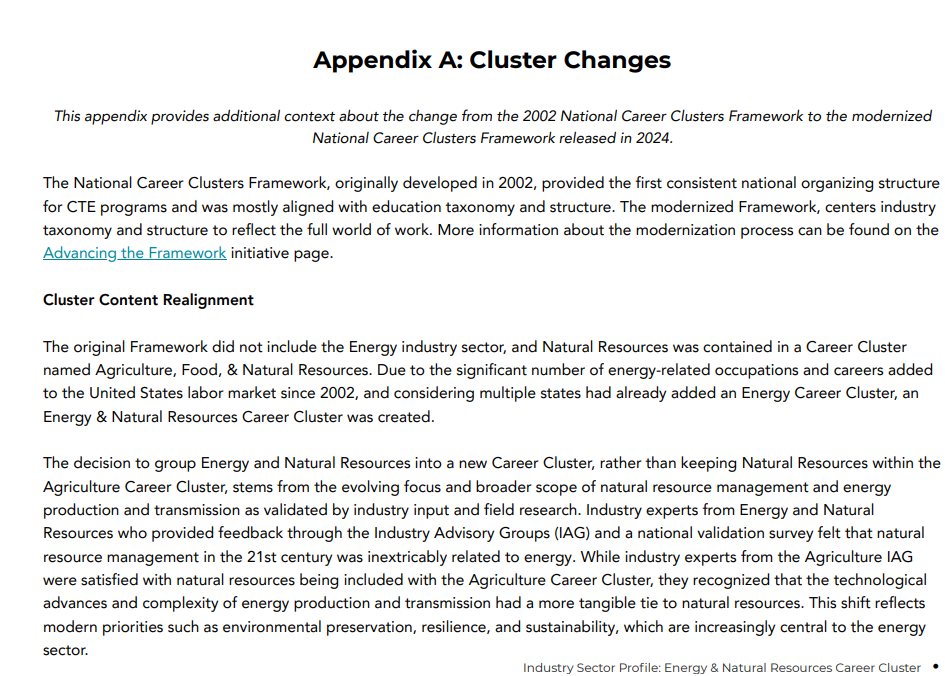 Appendix A: Cluster Changes
This appendix provides additional context about the change from the 2002 National Career Clusters Framework to the modernized
National Career Clusters Framework released in 2024.
The National Career Clusters Framework, originally developed in 2002, provided the first consistent national organizing structure
for CTE programs and was mostly aligned with education taxonomy and structure. The modernized Framework, centers industry
taxonomy and structure to reflect the full world of work. More information about the modernization process can be found on the
Advancing the Framework initiative page.
Cluster Content Realignment
The original Framework did not include the Energy industry sector, and Natural Resources was contained in a Career Cluster
named Agriculture, Food, & Natural Resources. Due to the significant number of energy-related occupations and careers added
to the United States labor market since 2002, and considering multiple states had already added an Energy Career Cluster, an
Energy & Natural Resources Career Cluster was created.
The decision to group Energy and Natural Resources into a new Career Cluster, rather than keeping Natural Resources within the
Agriculture Career Cluster, stems from the evolving focus and broader scope of natural resource management and energy
production and transmission as validated by industry input and field research. Industry experts from Energy and Natural
Resources who provided feedback through the Industry Advisory Groups (IAG) and a national validation survey felt that natural
resource management in the 21st century was inextricably related to energy. While industry experts from the Agriculture IAG
were satisfied with natural resources being included with the Agriculture Career Cluster, they recognized that the technological
advances and complexity of energy production and transmission had a more tangible tie to natural resources. This shift reflects
modern priorities such as environmental preservation, resilience, and sustainability, which are increasingly central to the energy
sector.
Industry Sector Profile: Energy & Natural Resources Career Cluster •